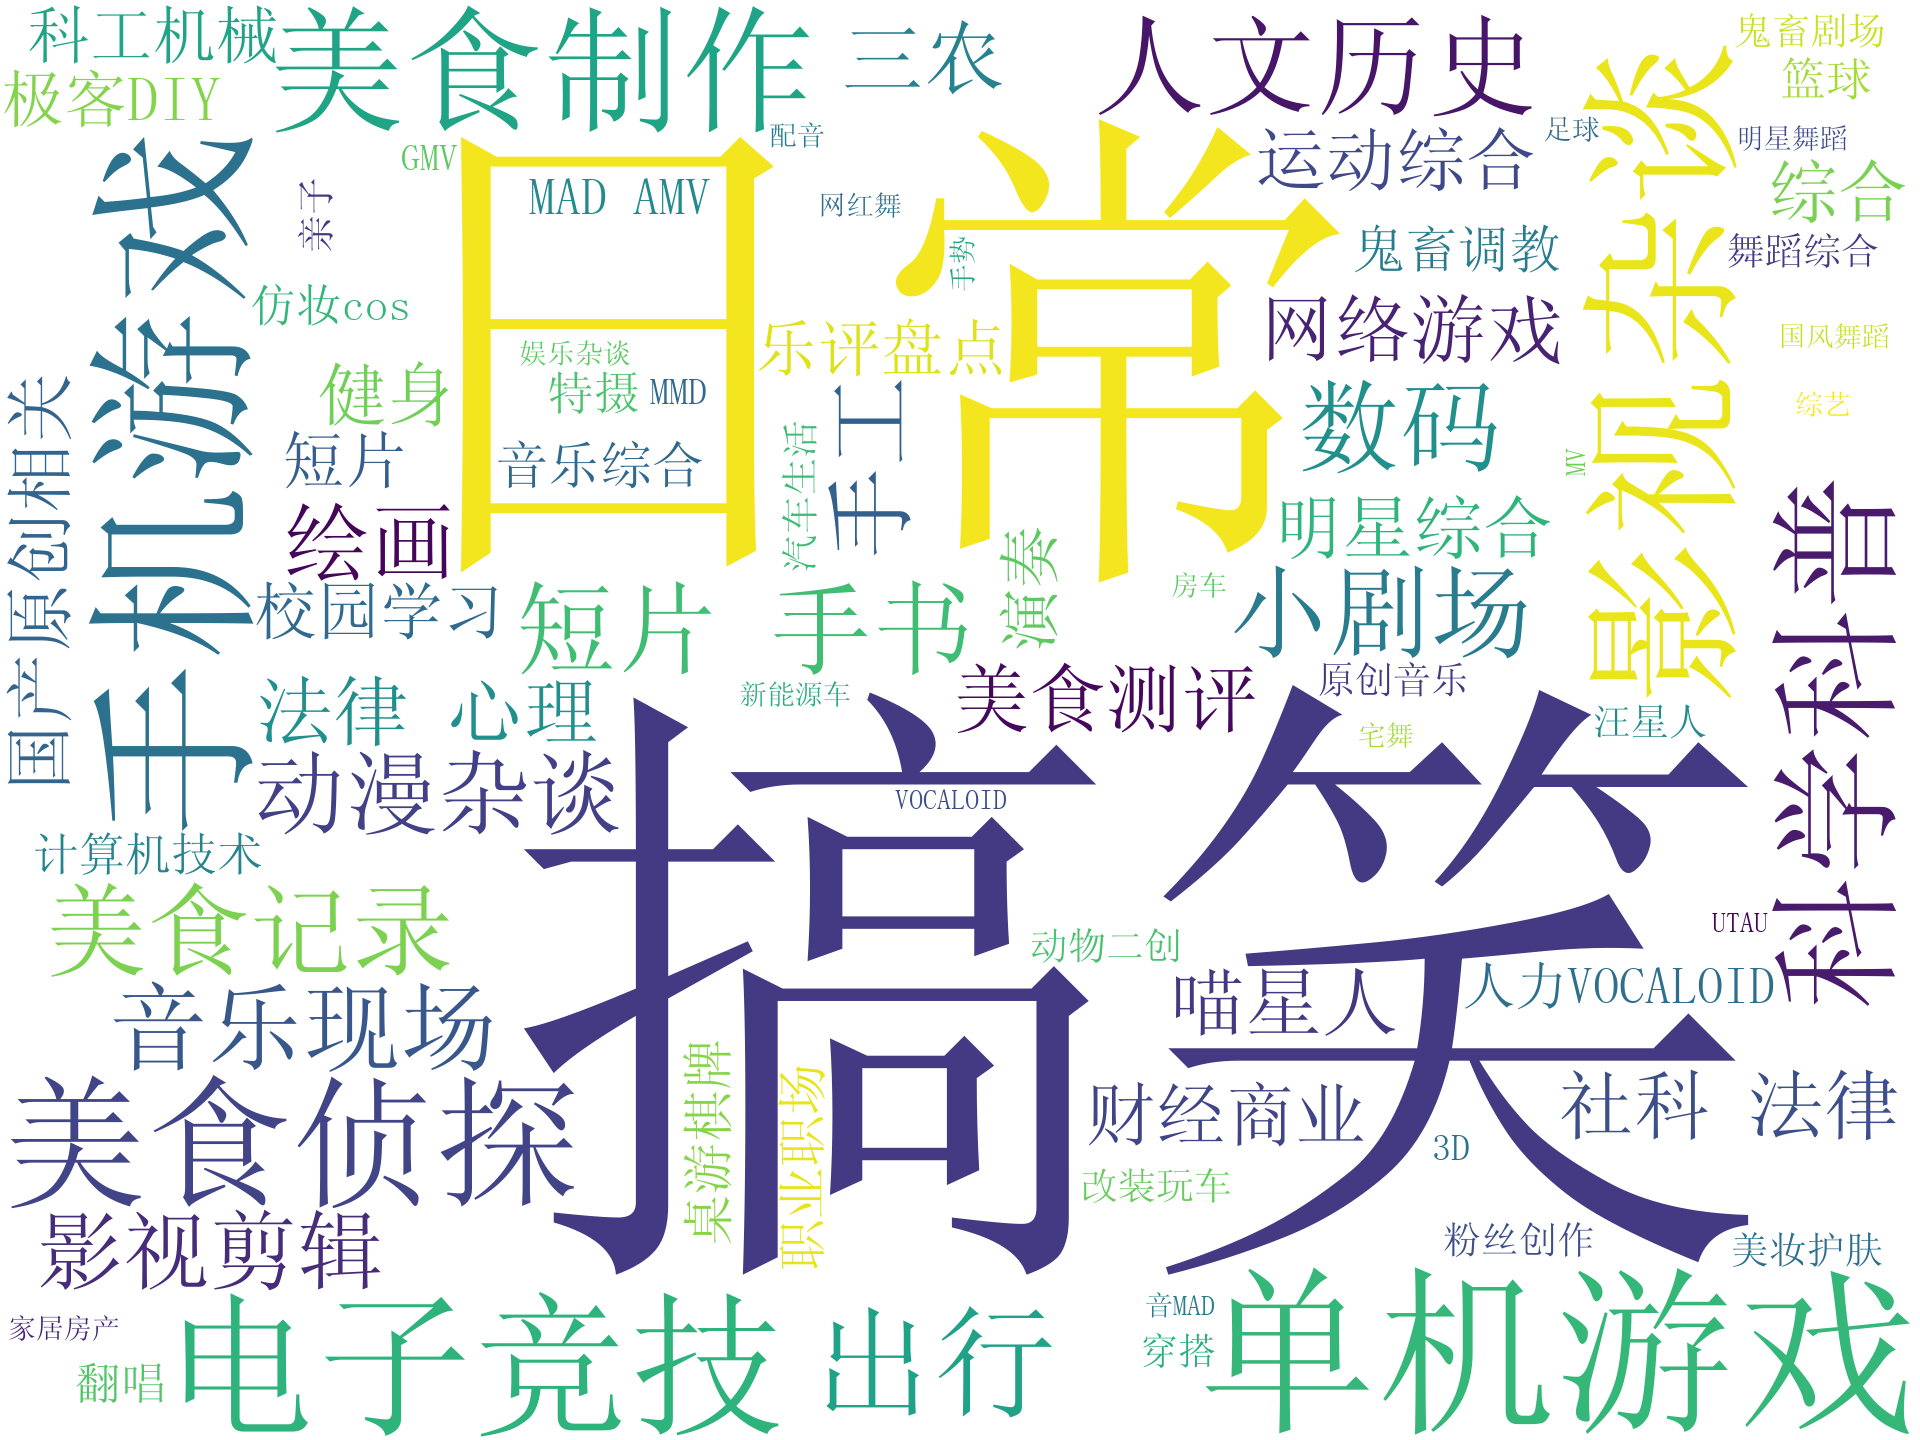 科工机械
美食制作
三农
人文历史
鬼畜剧场
极客DIY
篮球
配音
足球
明星舞蹈
手机游戏
日常
GMV
MAD AMV
运动综合
影视杂谈
综合
亲子
网红舞
手势
鬼畜调教
舞蹈综合
仿妆cos
乐评盘点
网络游戏
国风舞蹈
娱乐杂谈
特摄
MMD
健身
手工
数码
综艺
国产原创相关
短片
音乐综合
汽车生活
MV
绘画
明星综合
科学科普
校园学习
短片
手书
演奏
房车
小剧场
法律 心理
新能源车
美食测评
原创音乐
汪星人
宅舞
动漫杂谈
搞笑
VOCALOID
计算机技术
美食记录
动物二创
UTAU
音乐现场
喵星人
人力VOCALOID
美食侦探
桌游棋牌
职业职场
财经商业
社科 法律
3D
改装玩车
影视剪辑
粉丝创作
美妆护肤
家居房产
电子竞技
出行
音MAD
单机游戏
翻唱
穿搭